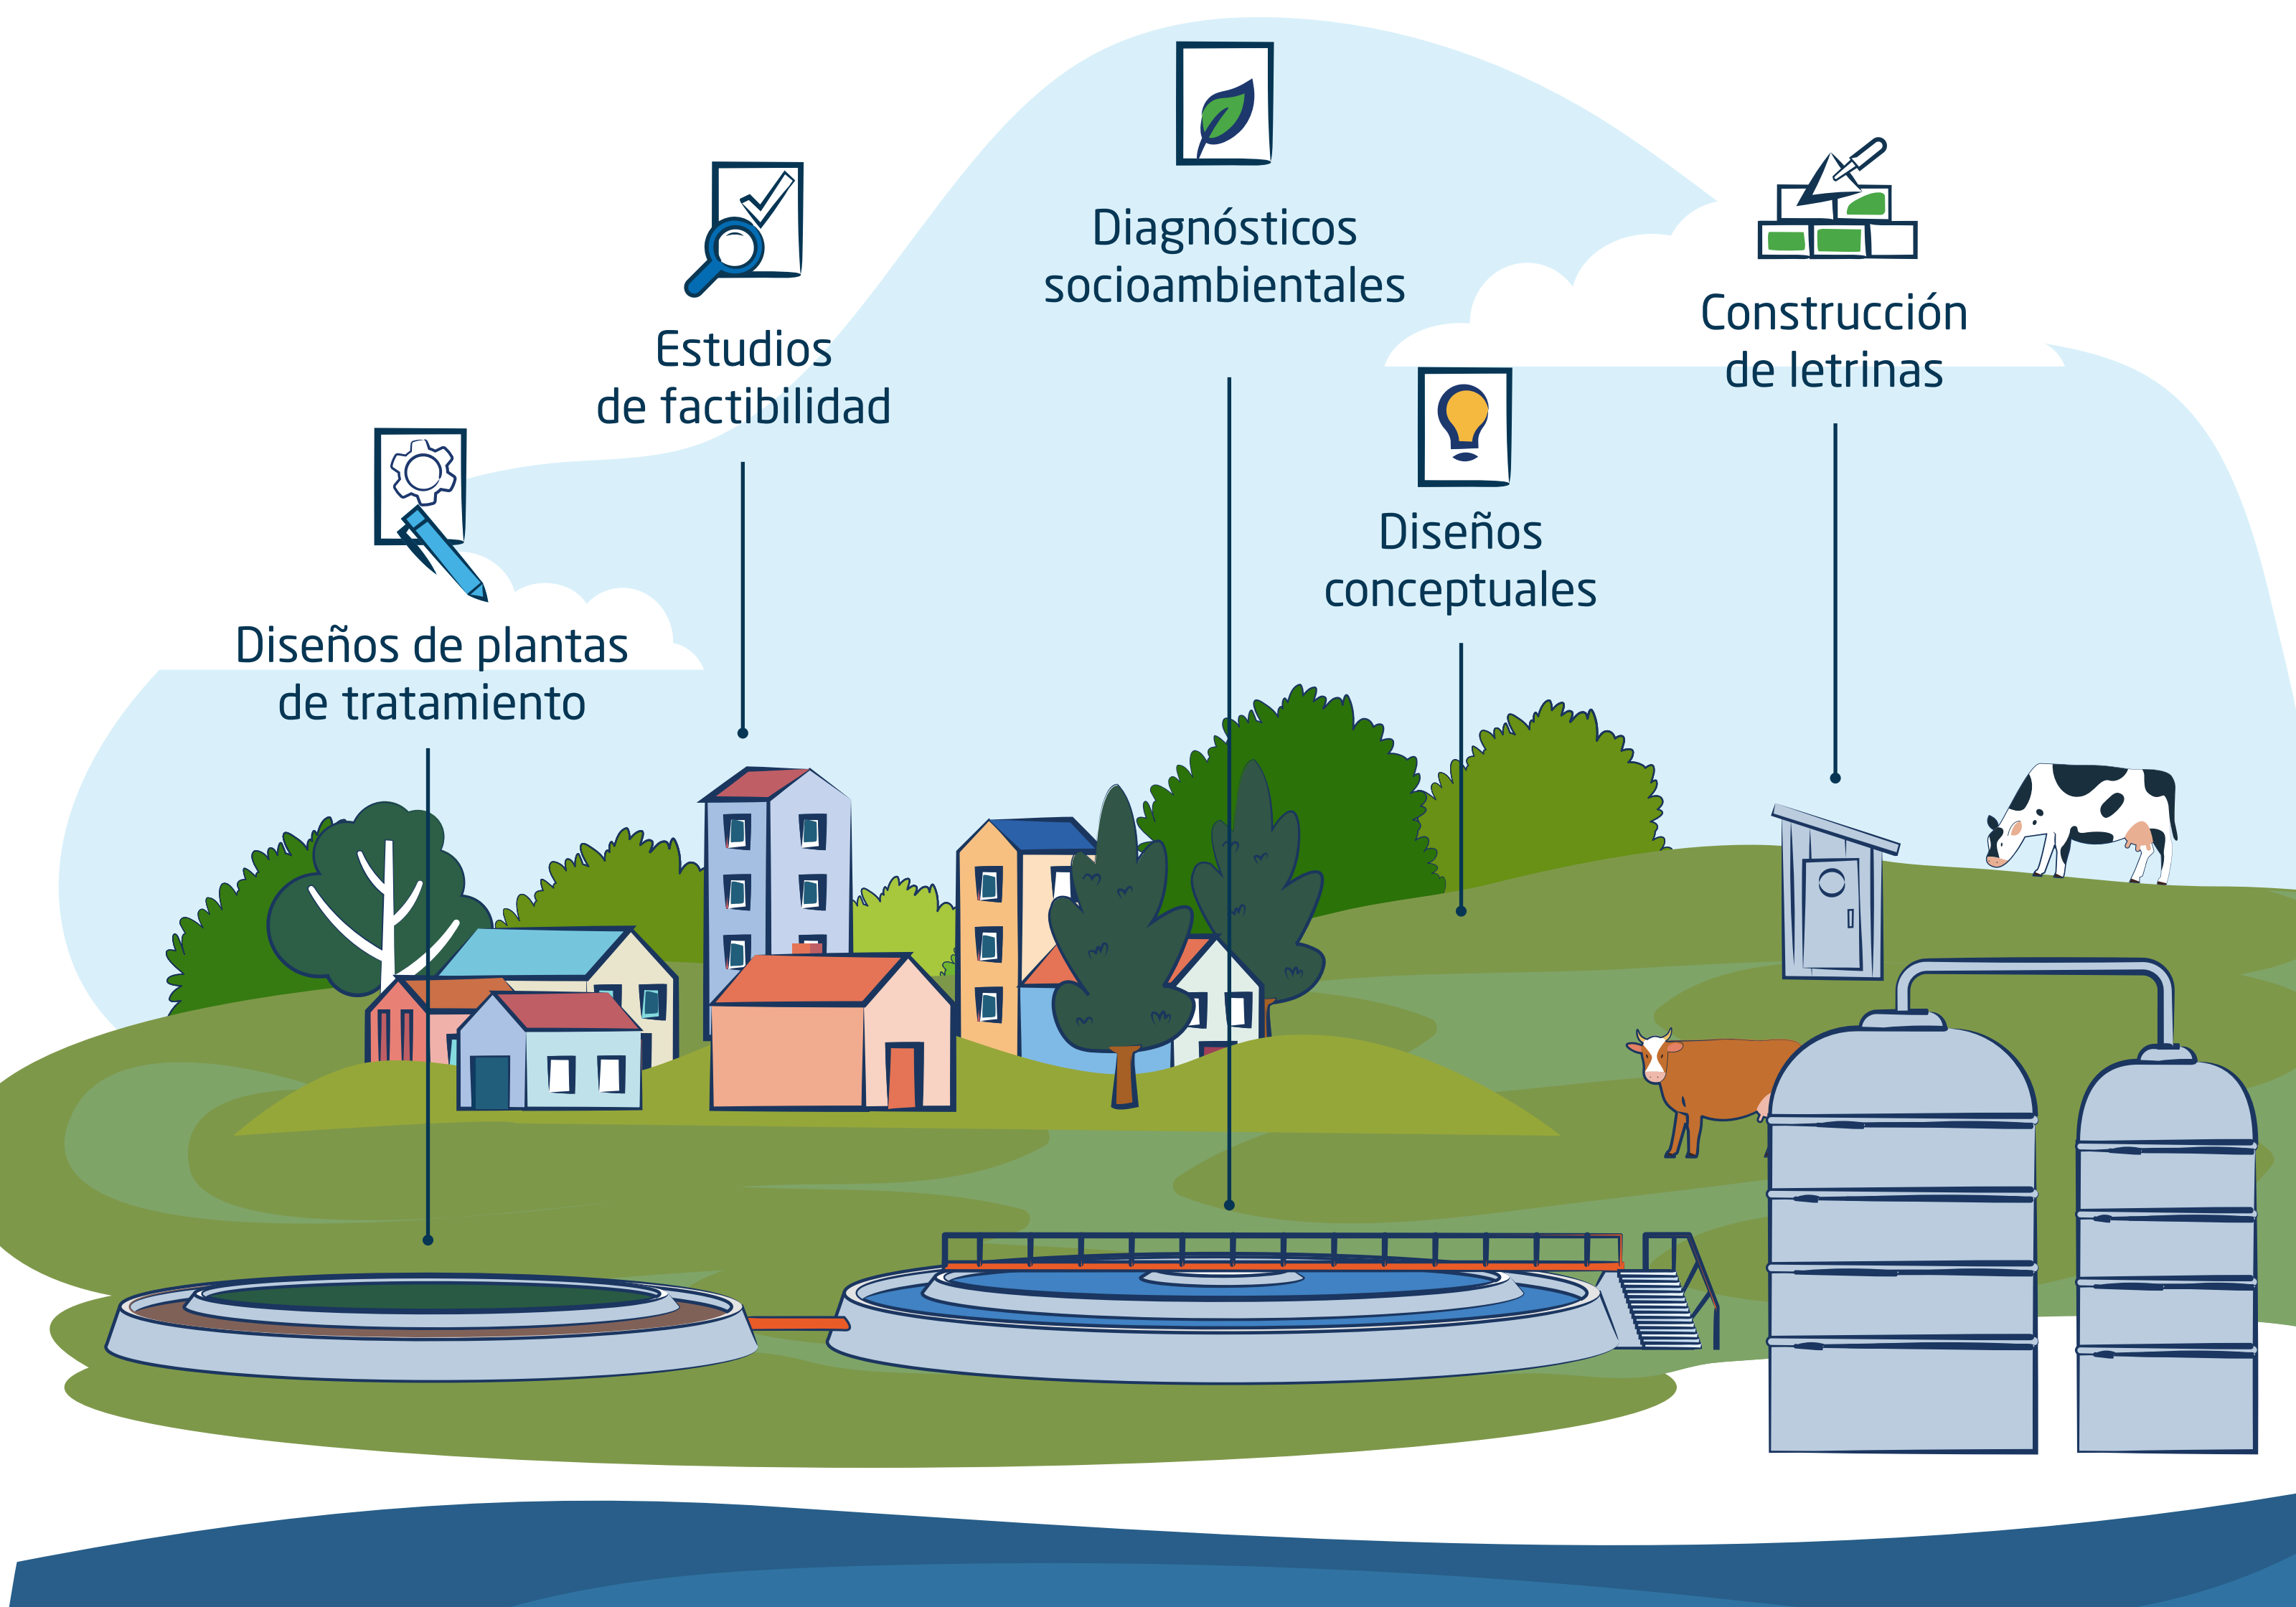 Diseños de plantas
de tratamiento
Estudios
de factibilidad
Diagnósticos
socioambientales
Diseños
conceptuales
Construcción
de letrinas